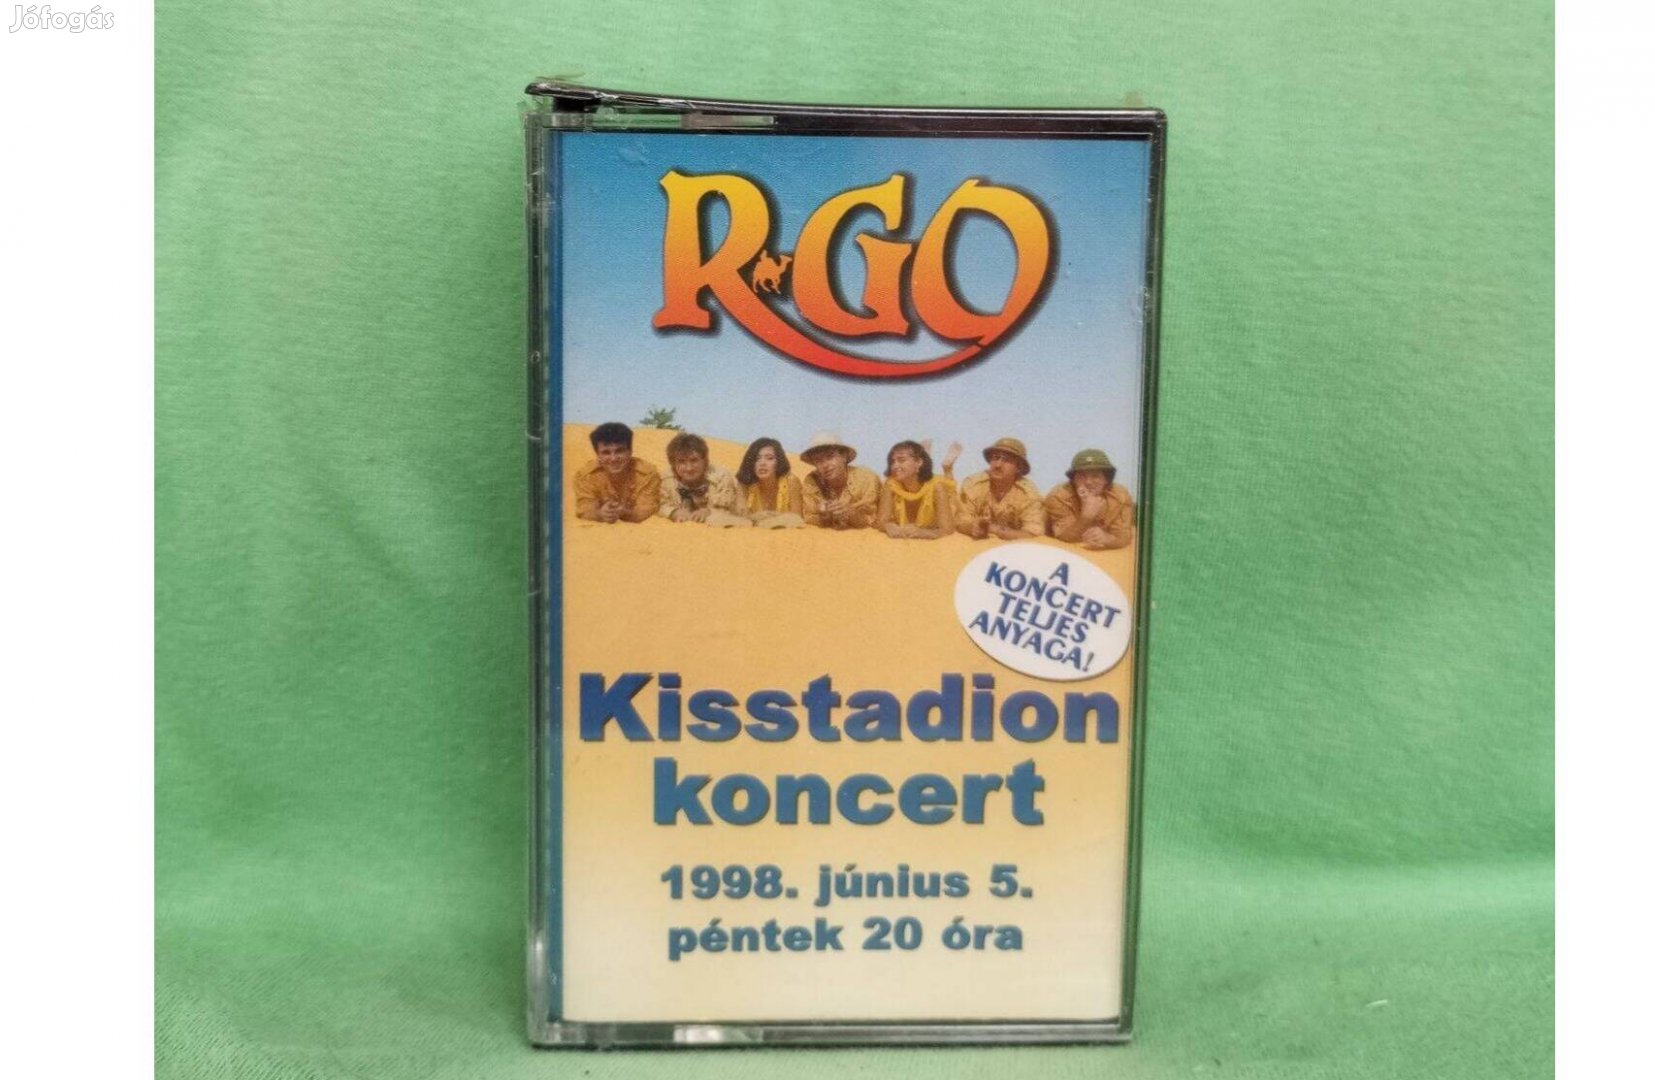 Jófogás
R·GO
A
KONCERT
TELJES
ANYAGA!
Kisstadion
koncert
1998. június 5.
péntek 20 óra